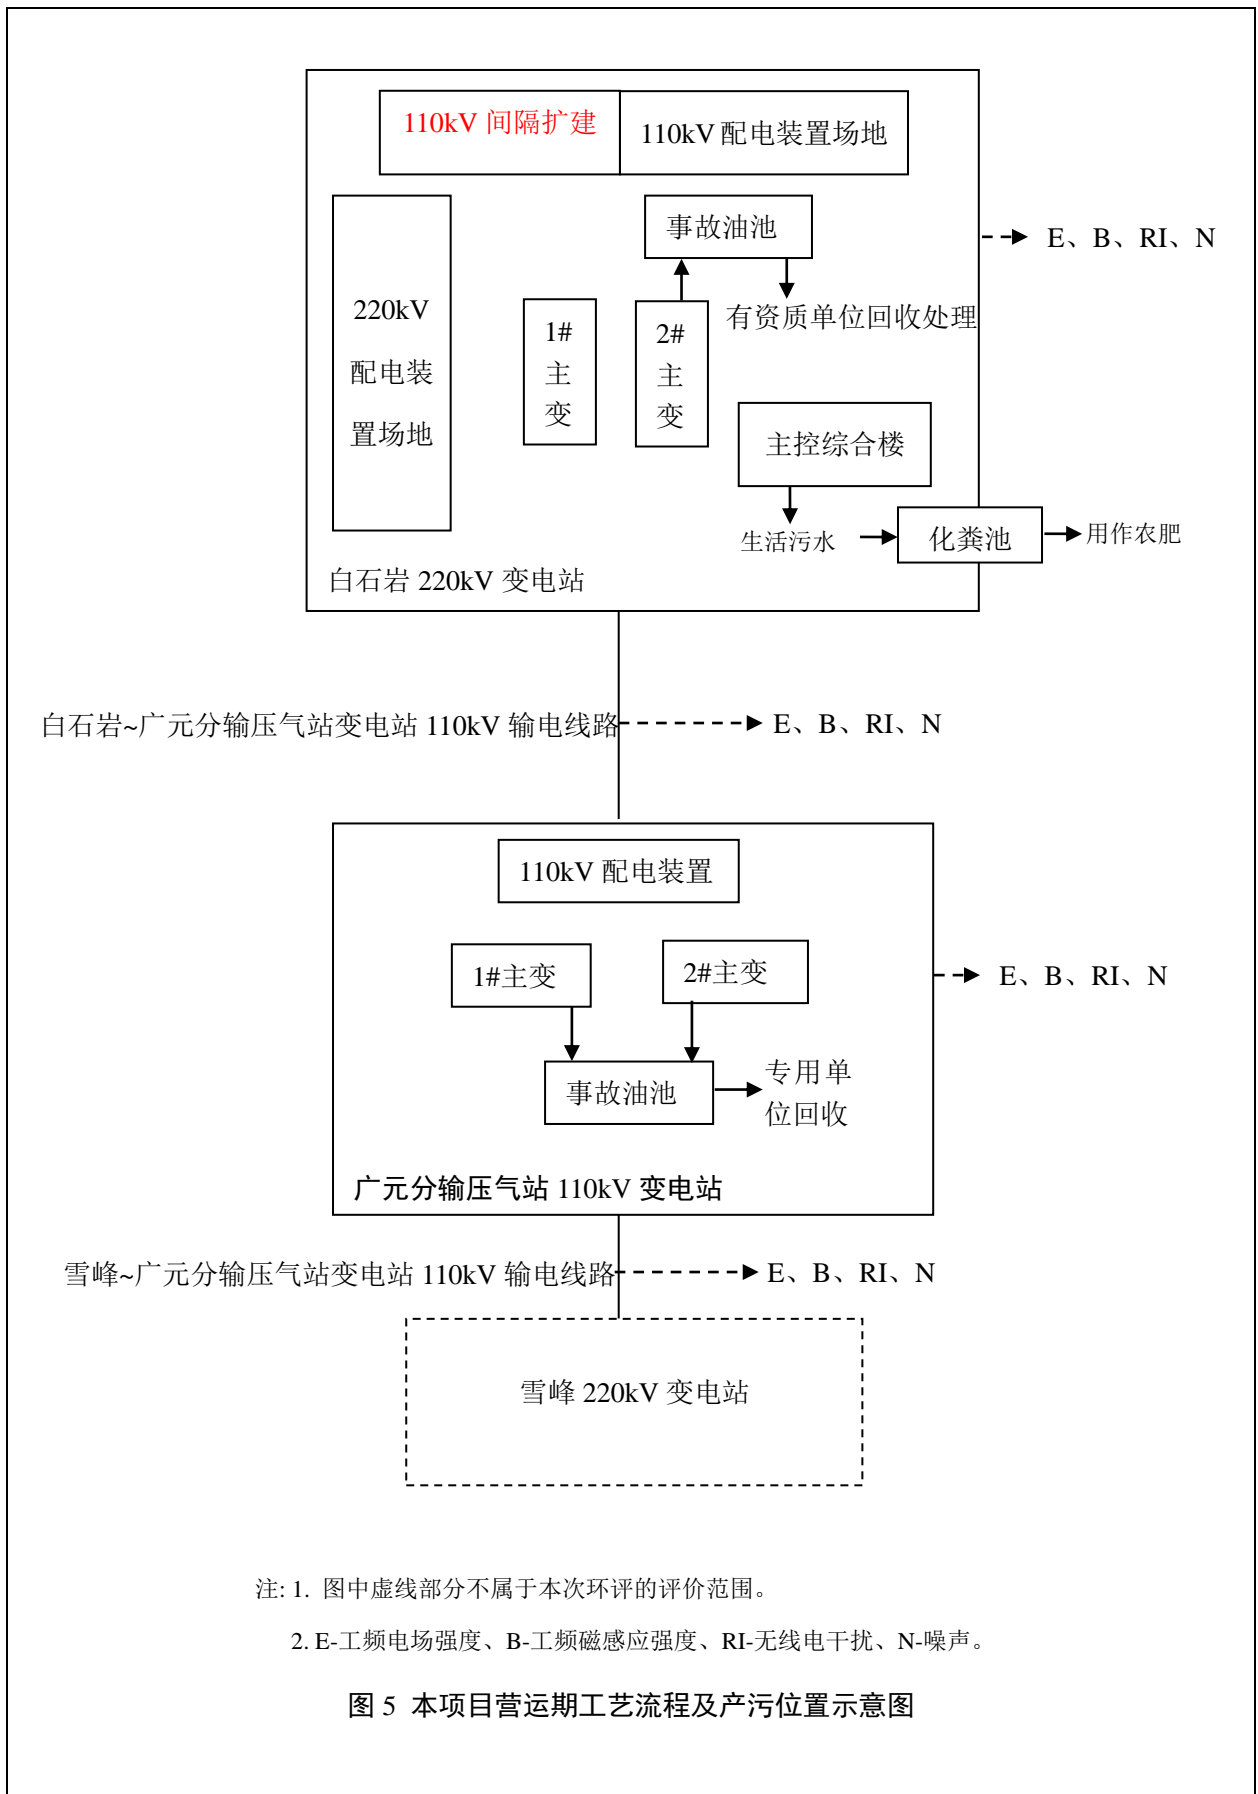 110kV 间隔扩建
110kV 配电装置场地
事故油池
E、B、RI、N
220kV
配电装
置场地
1#
主
变
2#
主
变
有资质单位回收处理
主控综合楼
生活污水
化粪池
用作农肥
白石岩 220kV 变电站
白石岩~广元分输压气站变电站 110kV 输电线路
E、B、RI、N
110kV 配电装置
1#主变
2#主变
E、B、RI、N
事故油池
专用单
位回收
广元分输压气站 110kV 变电站
雪峰~广元分输压气站变电站 110kV 输电线路
E、B、RI、N
雪峰 220kV 变电站
注: 1. 图中虚线部分不属于本次环评的评价范围。
2. E-工频电场强度、B-工频磁感应强度、RI-无线电干扰、N-噪声。
图 5 本项目营运期工艺流程及产污位置示意图